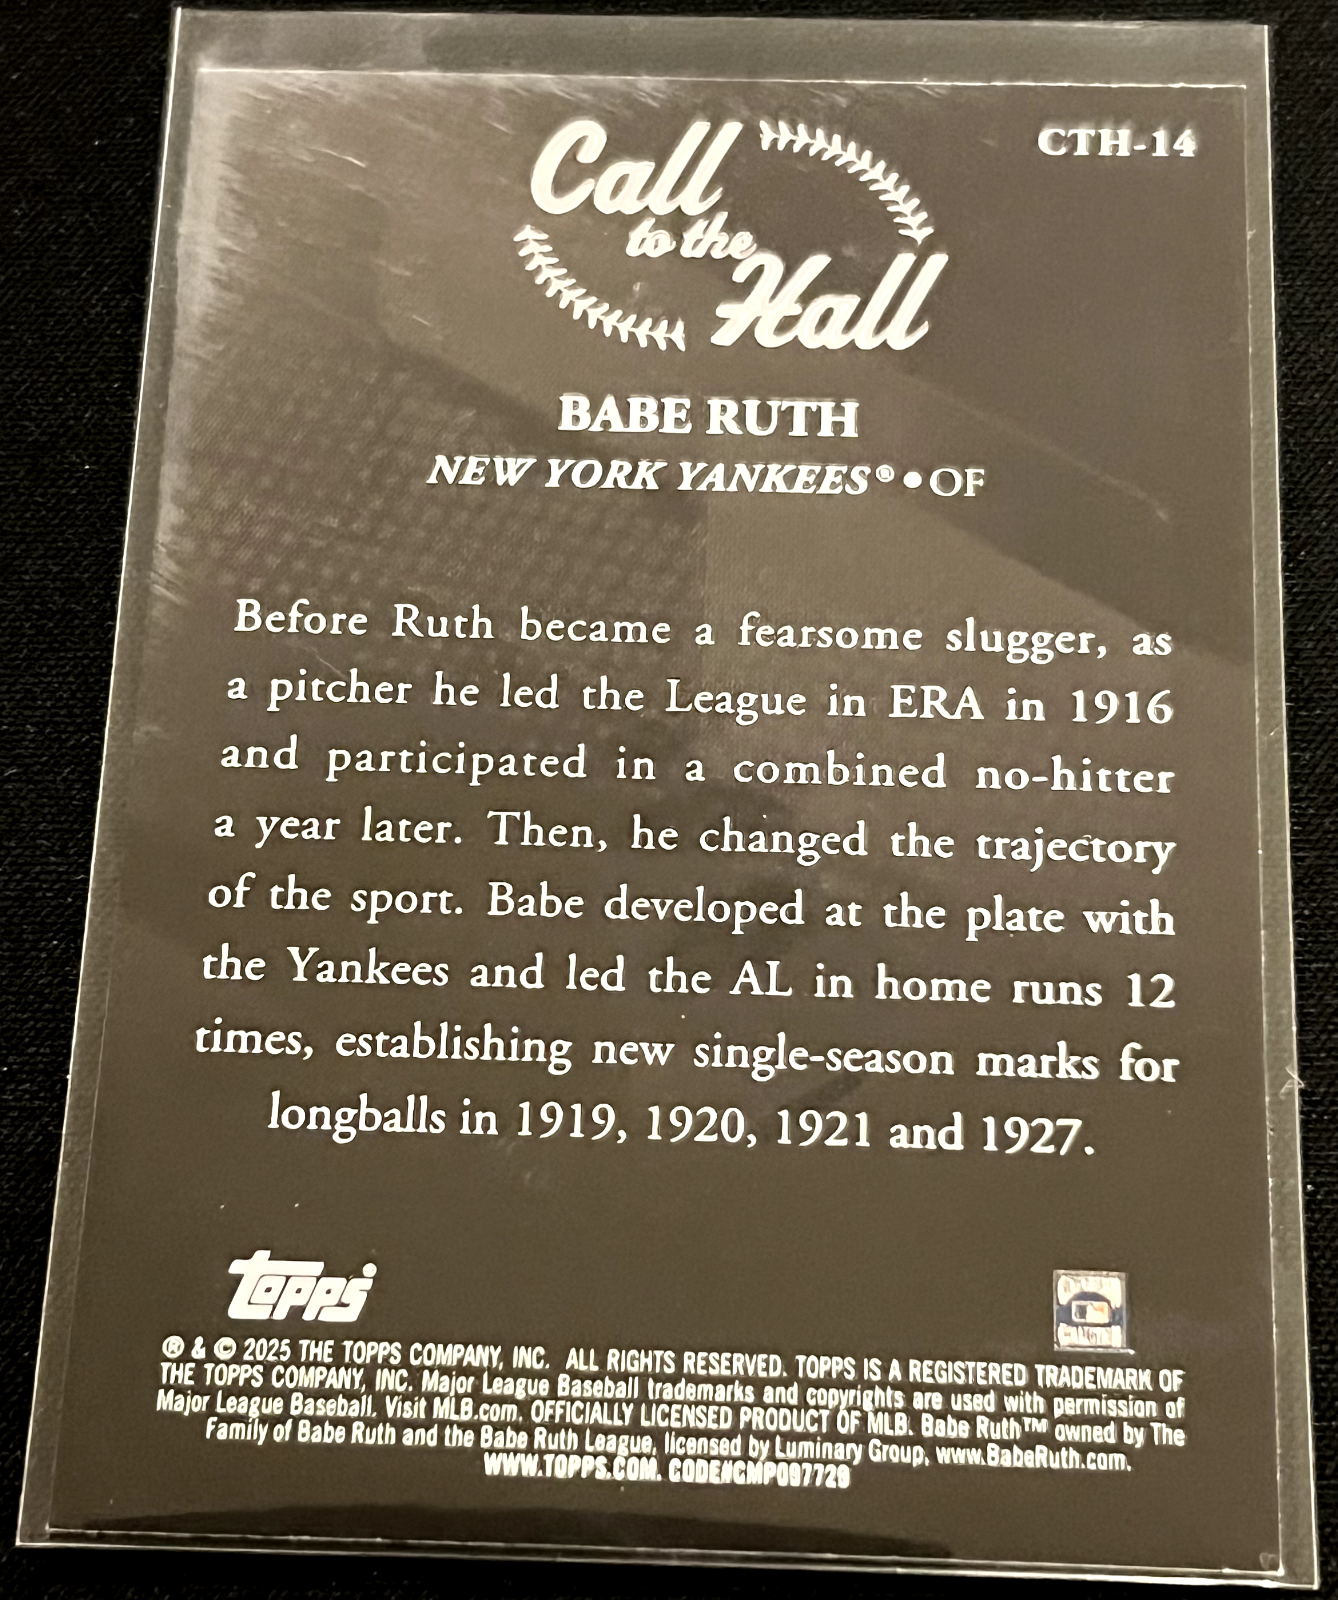 CTH-14
Call
to the
Hall
BABE RUTH
NEW YORK YANKEES® • OF
Before Ruth became a fearsome slugger, as
a pitcher he led the League in ERA in 1916
and participated in a combined no-hitter
a year later. Then, he changed the trajectory
of the sport. Babe developed at the plate with
the Yankees and led the AL in home runs 12
times, establishing new single-season marks for
longballs in 1919, 1920, 1921 and 1927.
topps
® & © 2025 THE TOPPS COMPANY, INC. ALL RIGHTS RESERVED. TOPPS IS A REGISTERED TRADEMARK OF
THE TOPPS COMPANY, INC. Major League Baseball trademarks and copyrights are used with permission of
Major League Baseball. Visit MLB.com. OFFICIALLY LICENSED PRODUCT OF MLB. Babe Ruth™ owned by The
Family of Babe Ruth and the Babe Ruth League, licensed by Luminary Group, www.BabeRuth.com.
WWW.TOPPS.COM. CODE#CMP097729